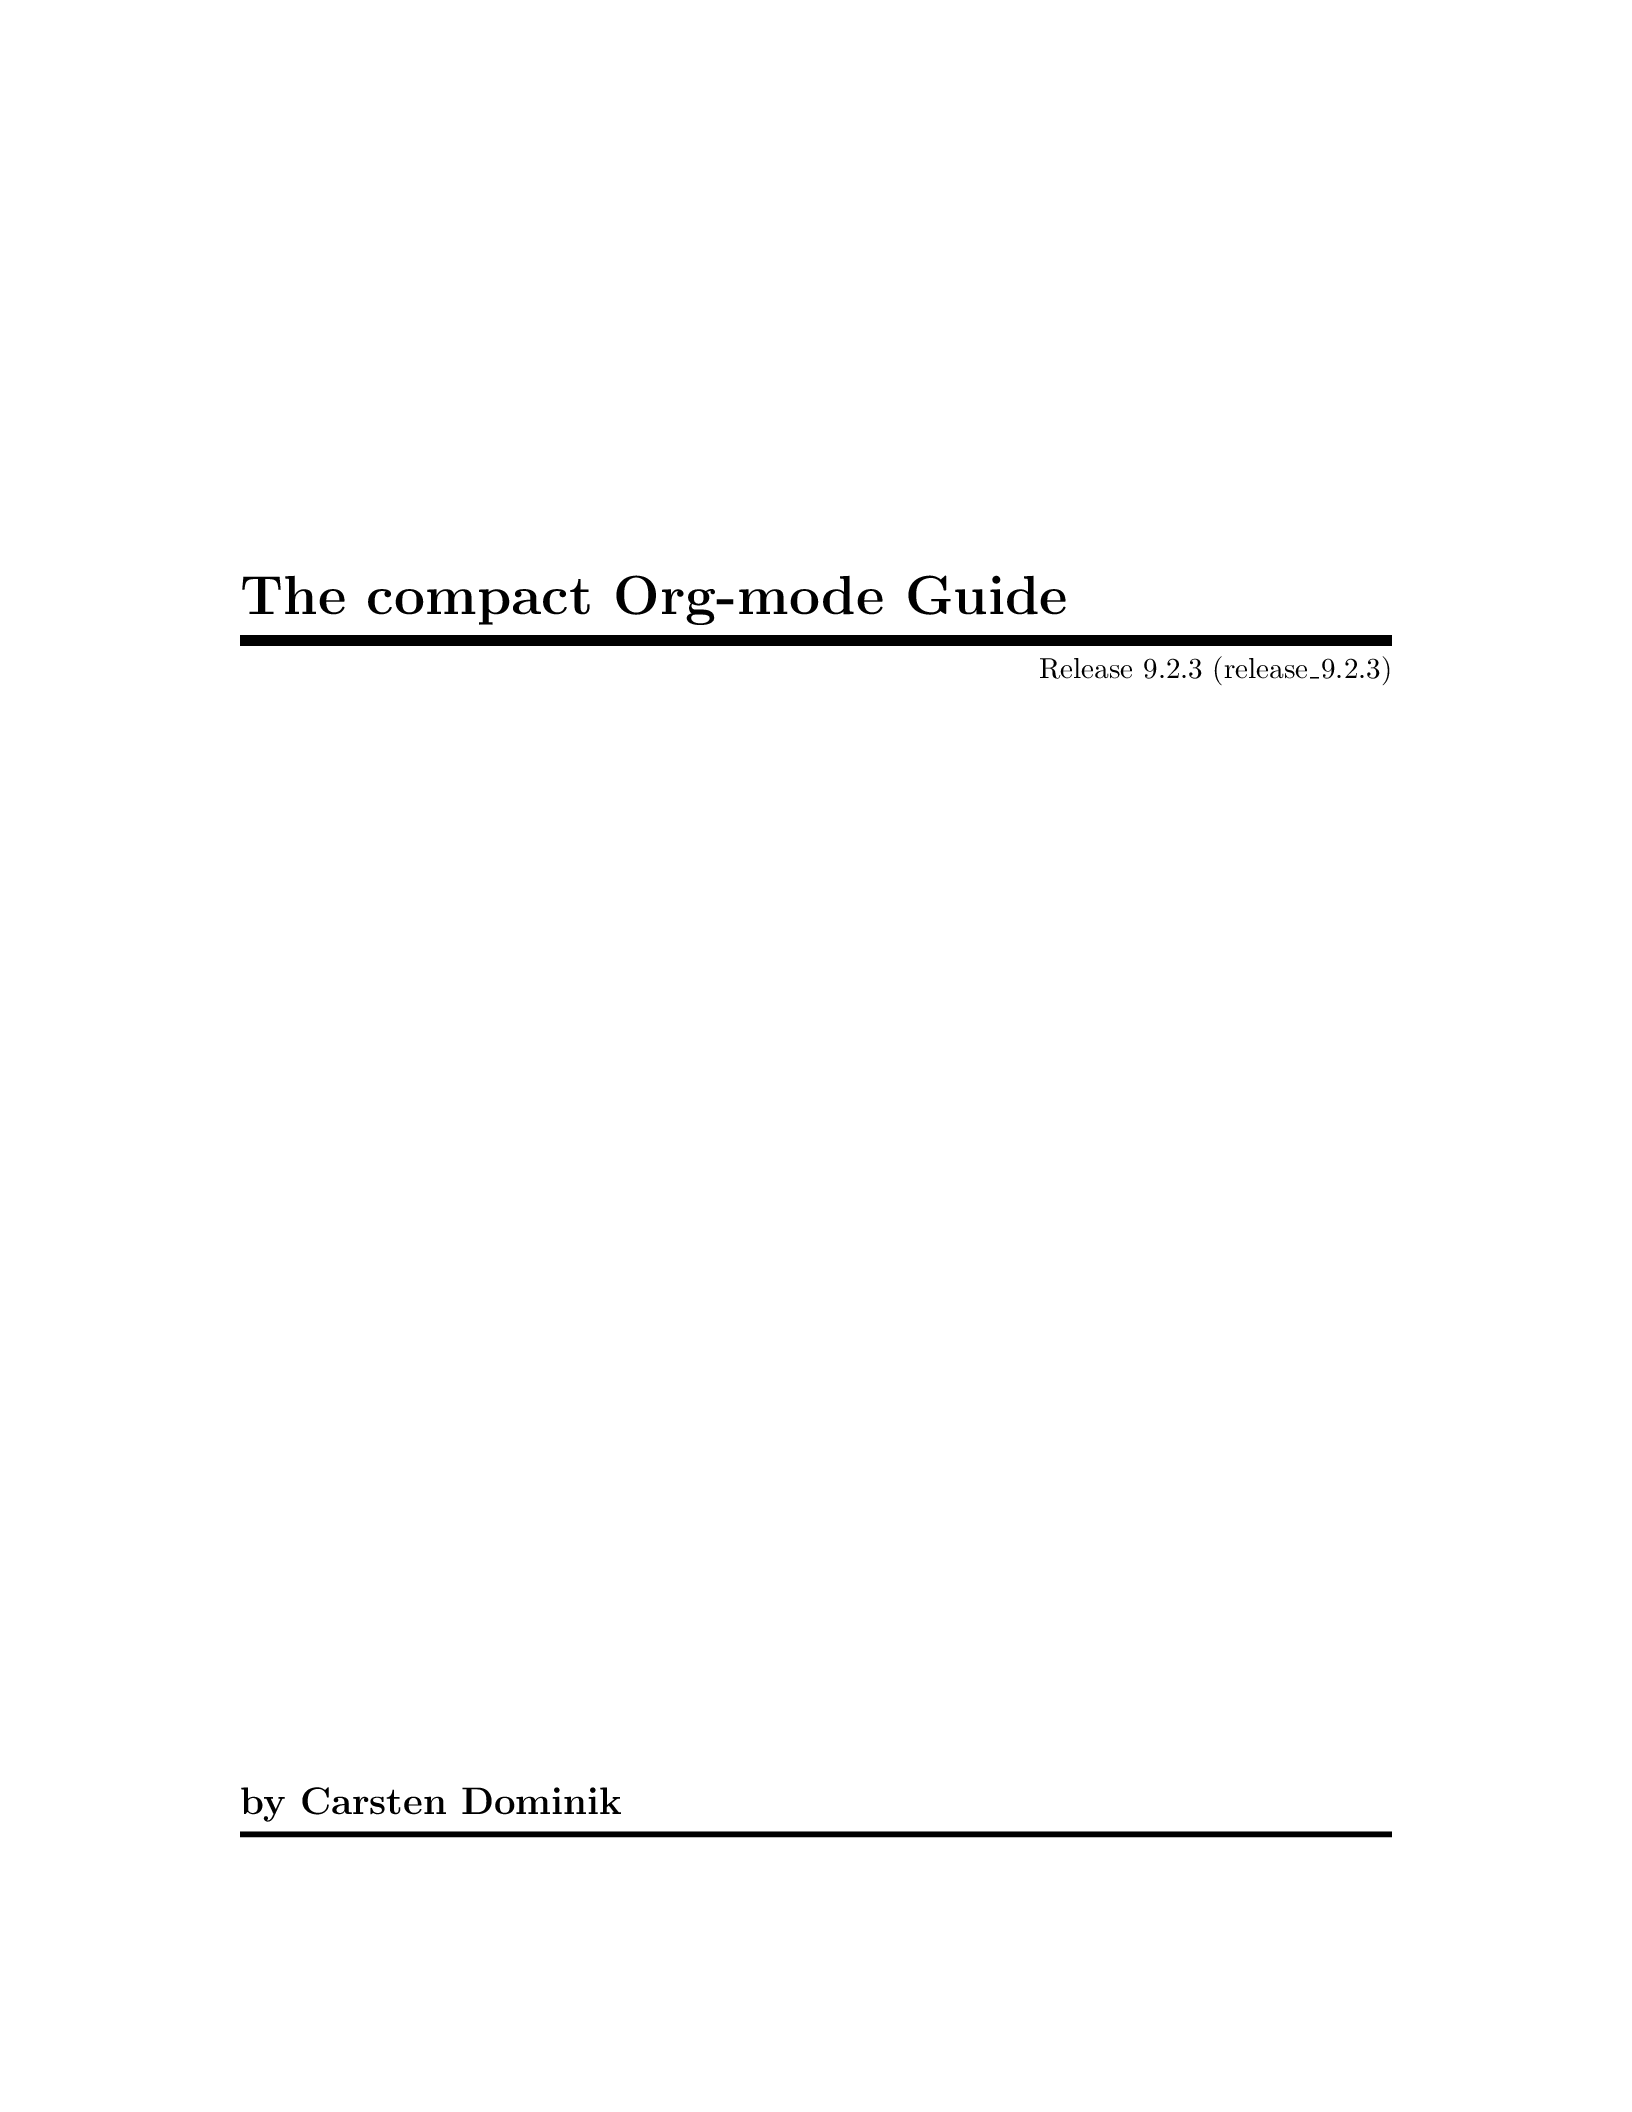 The compact Org-mode Guide
Release 9.2.3 (release_9.2.3)
by Carsten Dominik